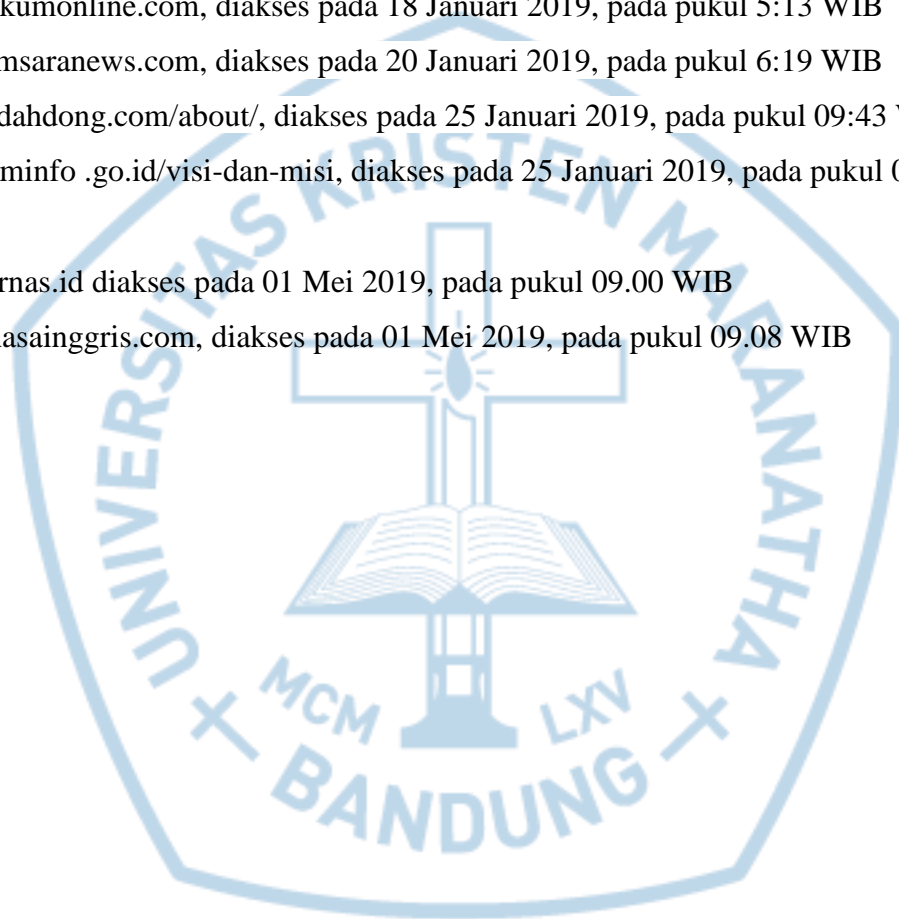 kumonline.com, diakses pada 18 Januari 2019, pada pukul 5:13 WIB
msaranews.com, diakses pada 20 Januari 2019, pada pukul 6:19 WIB
dahdong.com/about/, diakses pada 25 Januari 2019, pada pukul 09:43
minfo .go.id/visi-dan-misi, diakses pada 25 Januari 2019, pada pukul 0
rnas.id diakses pada 01 Mei 2019, pada pukul 09.00 WIB
asainggris.com, diakses pada 01 Mei 2019, pada pukul 09.08 WIB
UNIVERSITAS KRISTEN MARANATHA
MCM LXV
BANDUNG